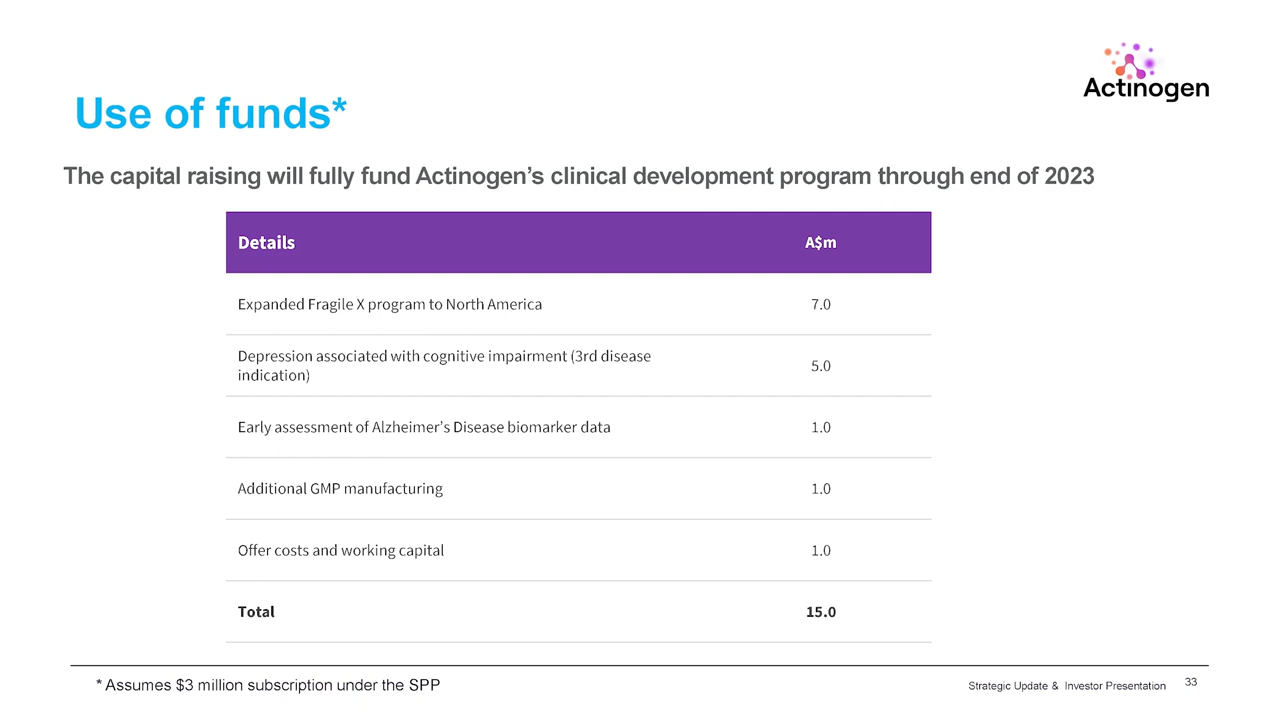 Actinogen
Use of funds*
The capital raising will fully fund Actinogen’s clinical development program through end of 2023
Details A$m
Expanded Fragile X program to North America 7.0
Depression associated with cognitive impairment (3rd disease
indication) 5.0
Early assessment of Alzheimer’s Disease biomarker data 1.0
Additional GMP manufacturing 1.0
Offer costs and working capital 1.0
Total 15.0
* Assumes $3 million subscription under the SPP
Strategic Update & Investor Presentation 33